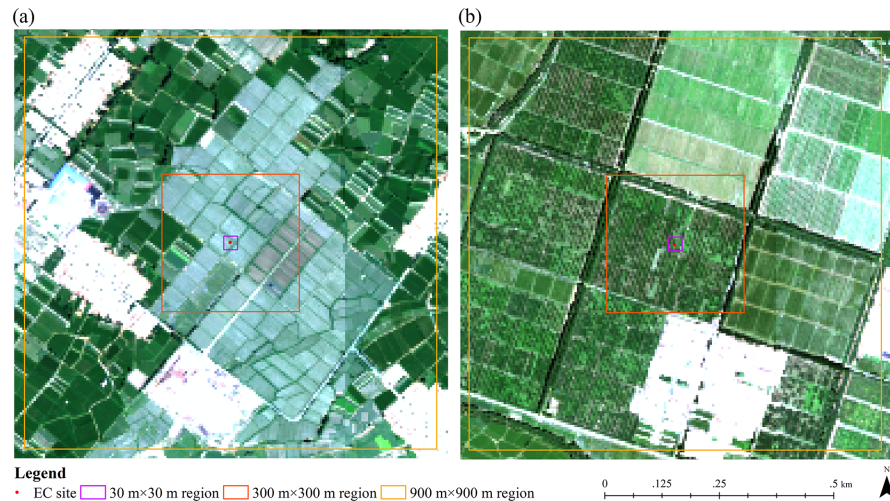 (a)
(b)
Legend
EC site 30 m×30 m region 300 m×300 m region 900 m×900 m region
0 .125 .25 .5 km
N